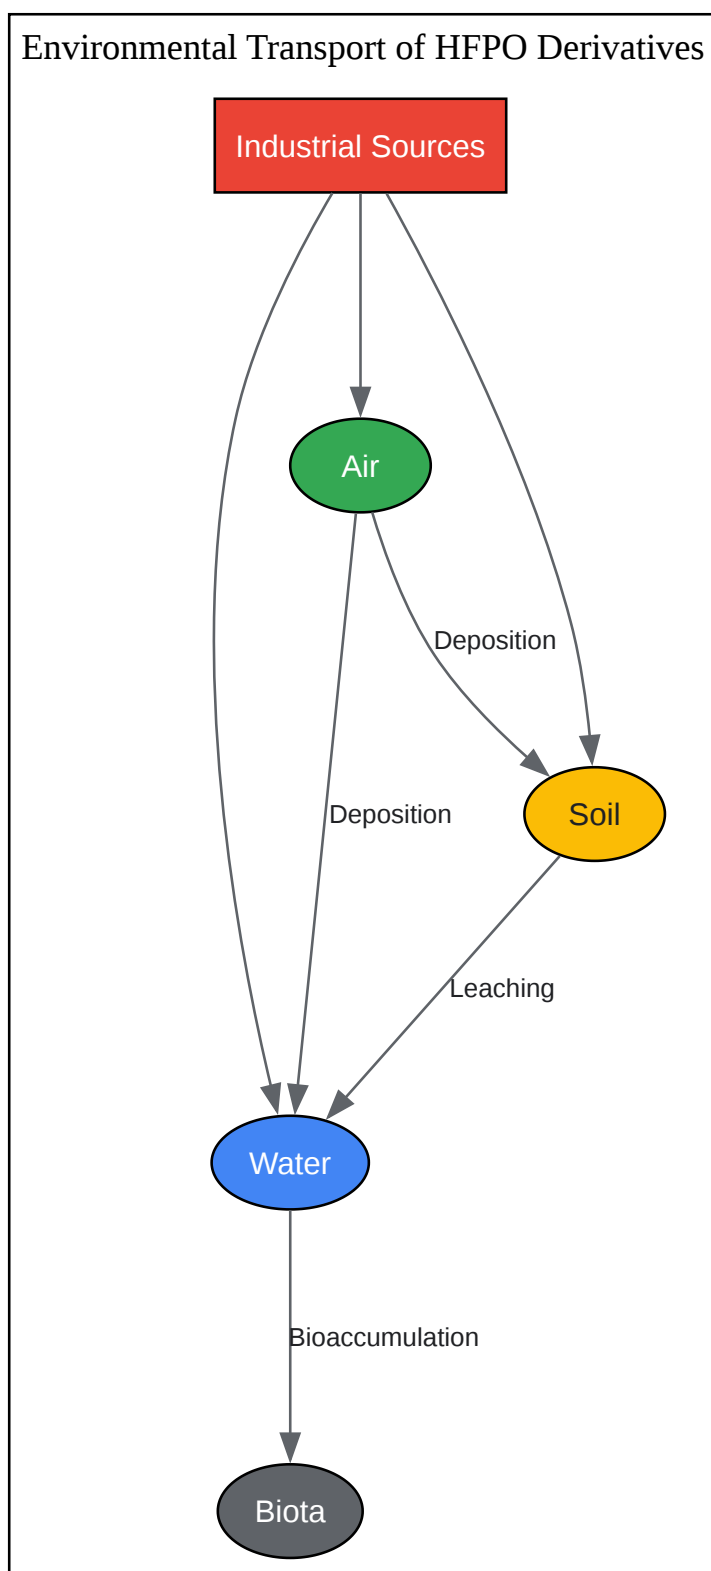 Environmental Transport of HFPO Derivatives
Industrial Sources
Air
Deposition
Deposition
Soil
Leaching
Water
Bioaccumulation
Biota